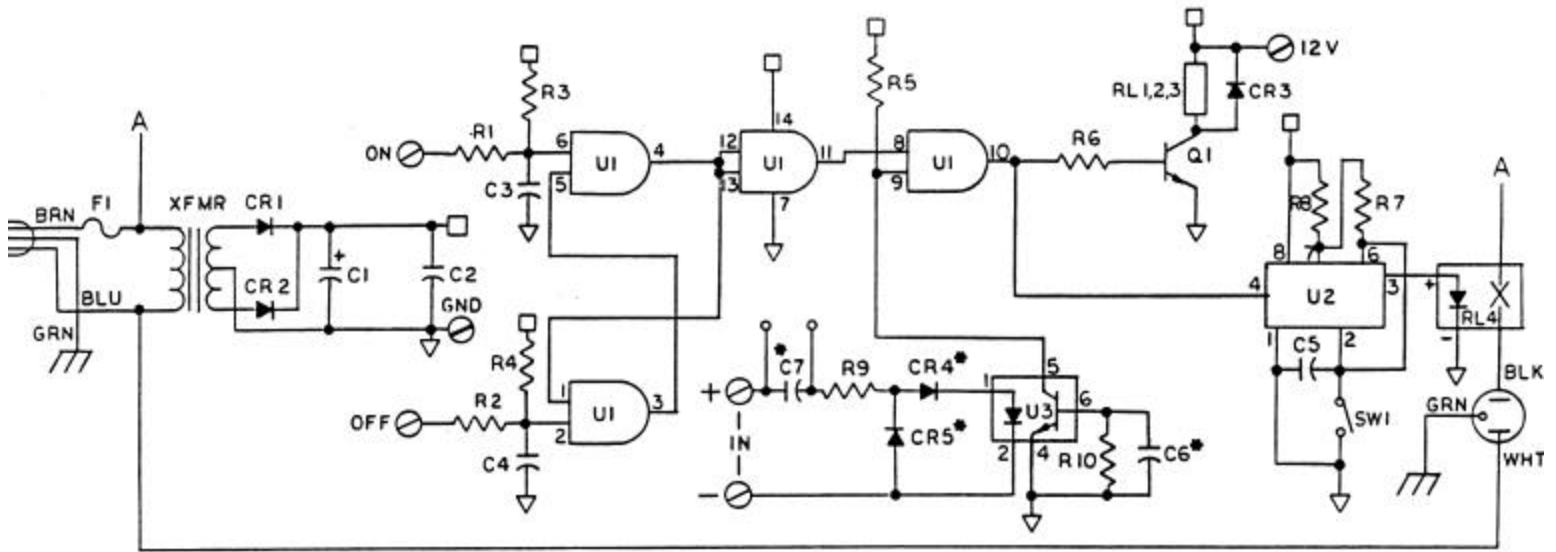 A
F1
BRN
BLU
GRN
XFMR
CR1
CR2
+
C1
C2
GND
ON
R1
R3
C3
6
5
U1
4
OFF
R2
R4
C4
1
2
U1
3
12
13
14
U1
11
7
R5
8
9
U1
10
R6
Q1
RL1,2,3
CR3
12V
+
IN
-
*
C7
R9
CR4*
CR5*
1
2
U3
5
4
6
R10
C6*
8
7
6
R8
R7
4
U2
3
1
2
C5
SW1
A
+
RL4
-
BLK
GRN
WHT